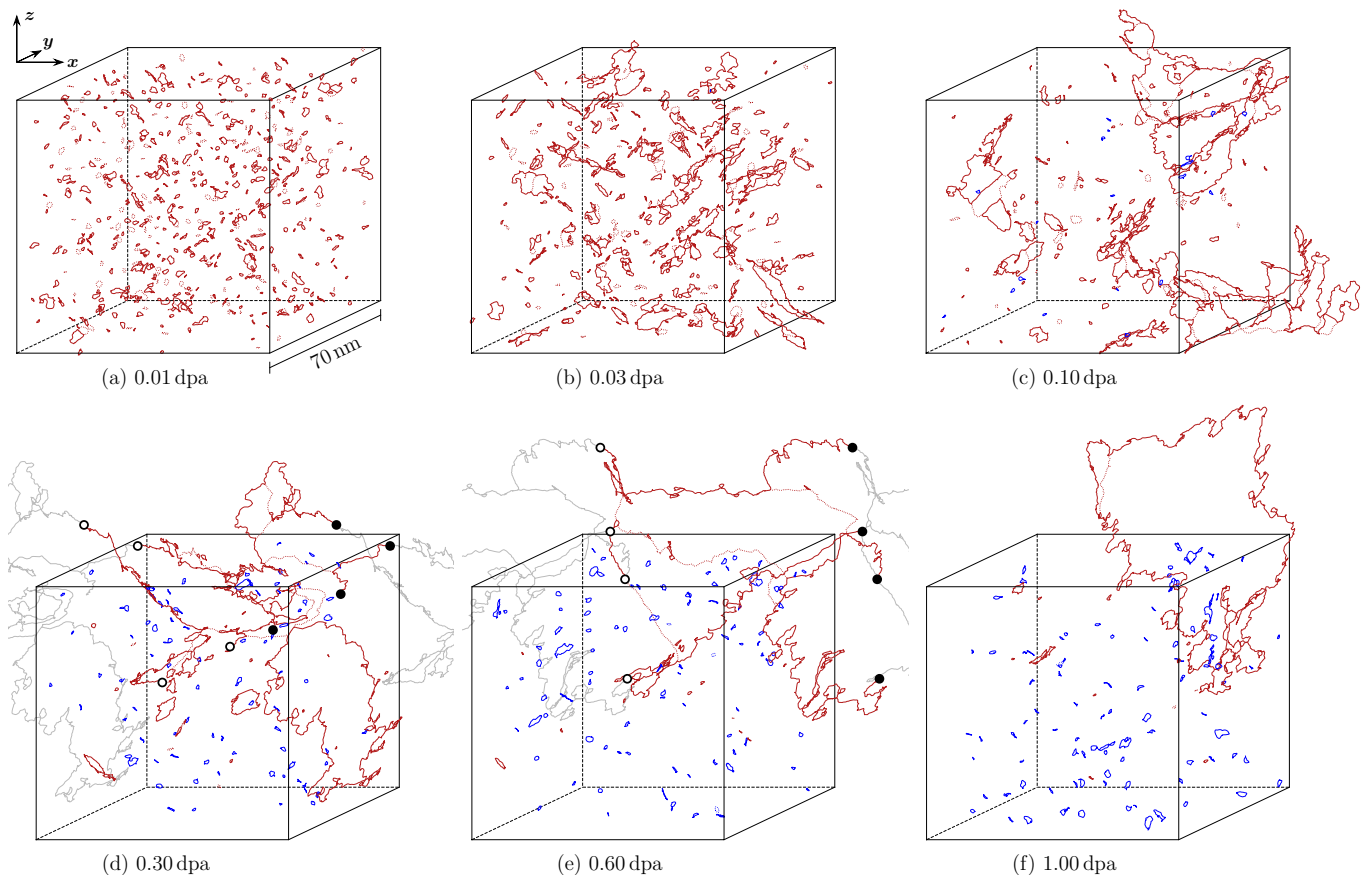 z
y
x
70 nm
(a) 0.01 dpa
(b) 0.03 dpa
(c) 0.10 dpa
(d) 0.30 dpa
(e) 0.60 dpa
(f) 1.00 dpa